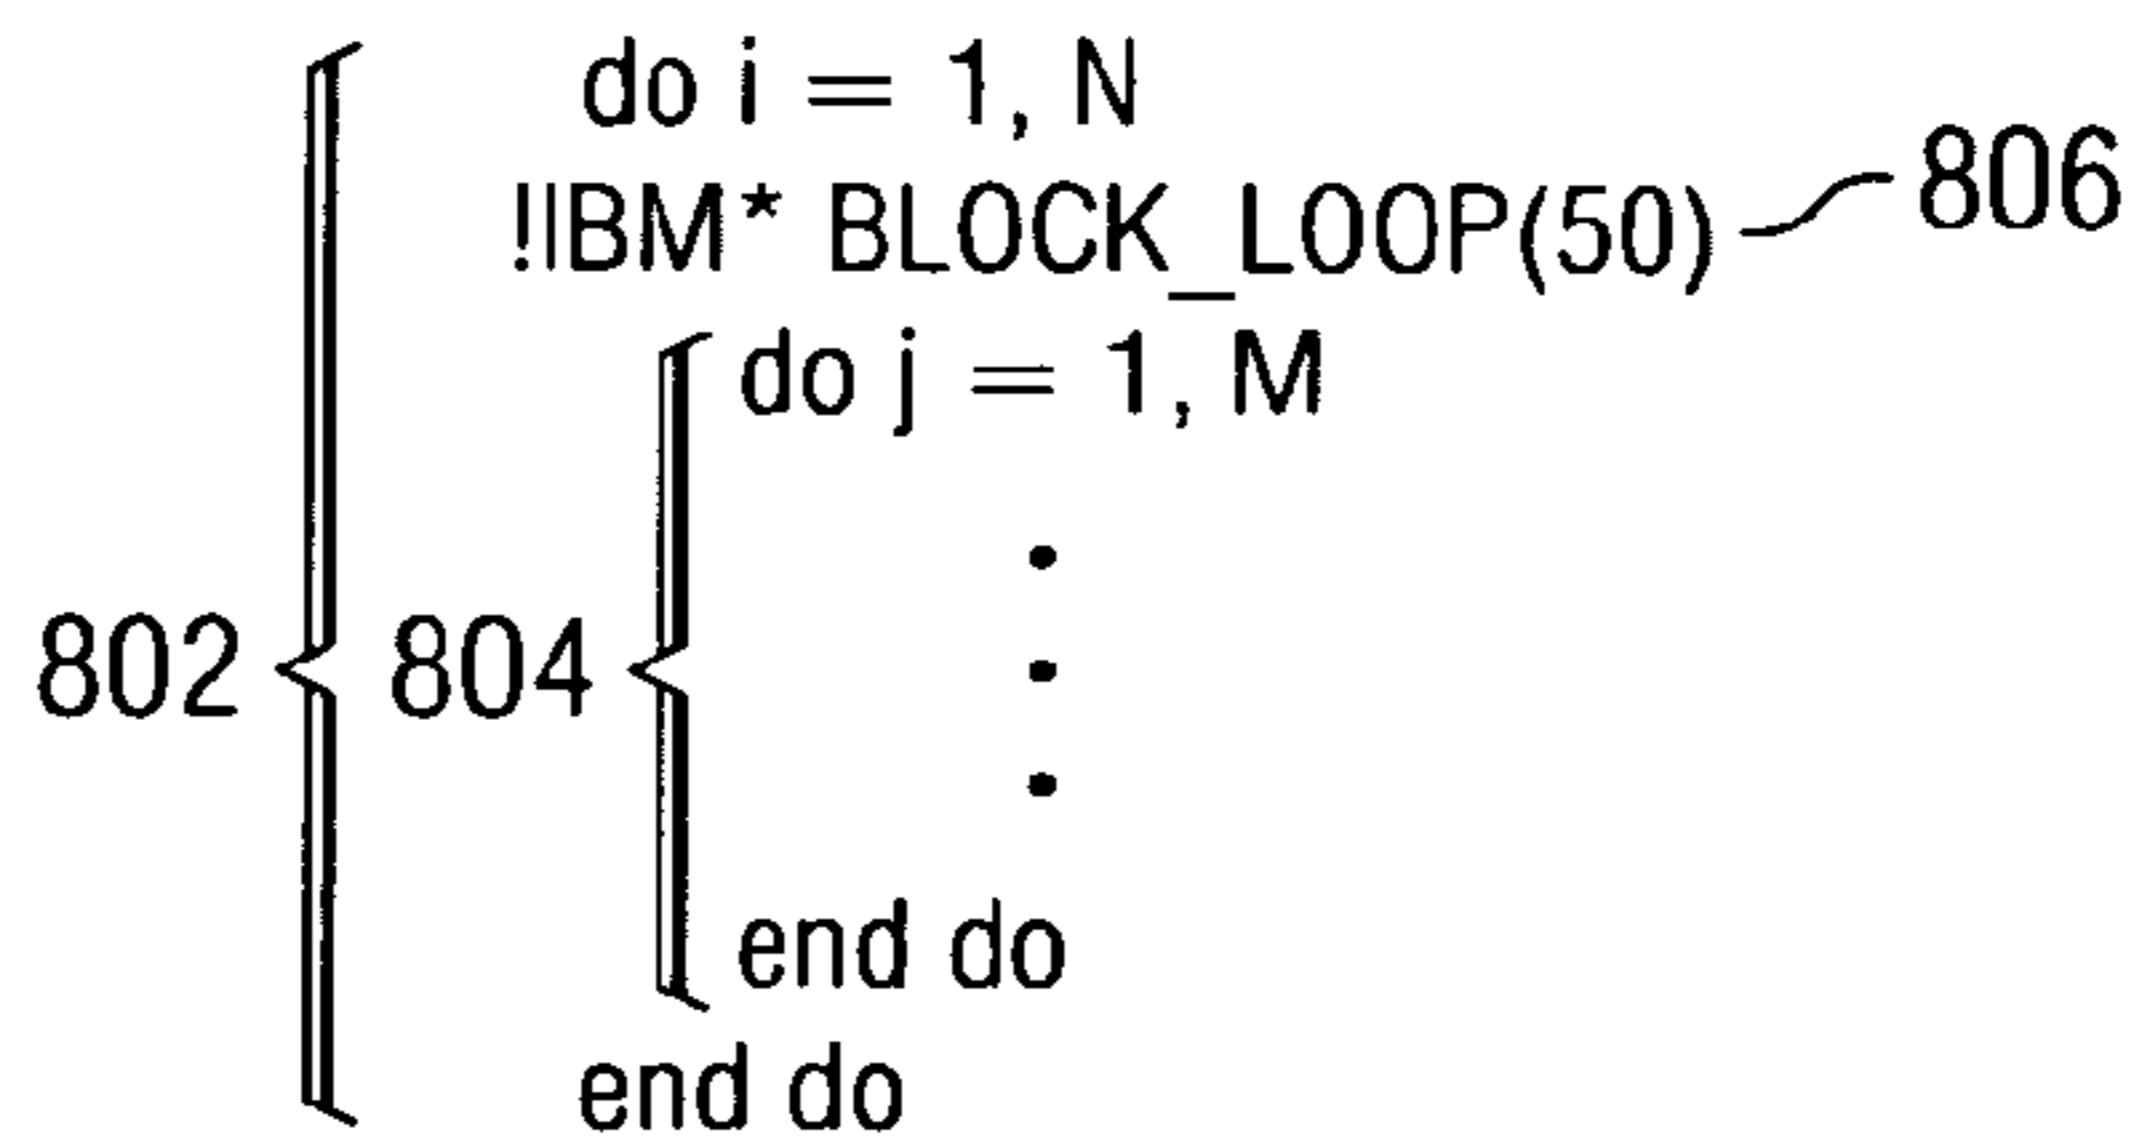 do i = 1, N
!IBM* BLOCK_LOOP(50) 806
do j = 1, M
802 804
end do
end do